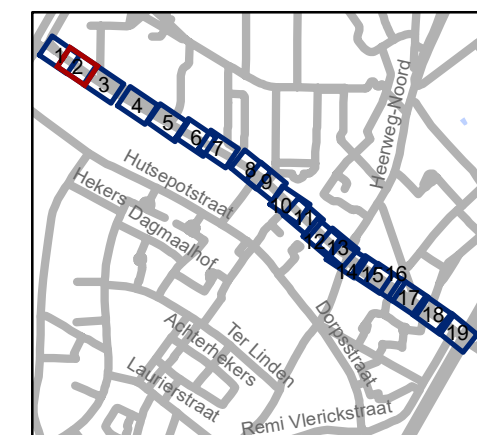 1
2
3
4
5
6
7
8
9
10
11
12
13
14
15
16
17
18
19
Heerweg-Noord
Hutsepotstraat
Hekers
Dagmaalhof
Dorpsstraat
Ter Linden
Achterhekers
Laurierstraat
Remi Vlerickstraat